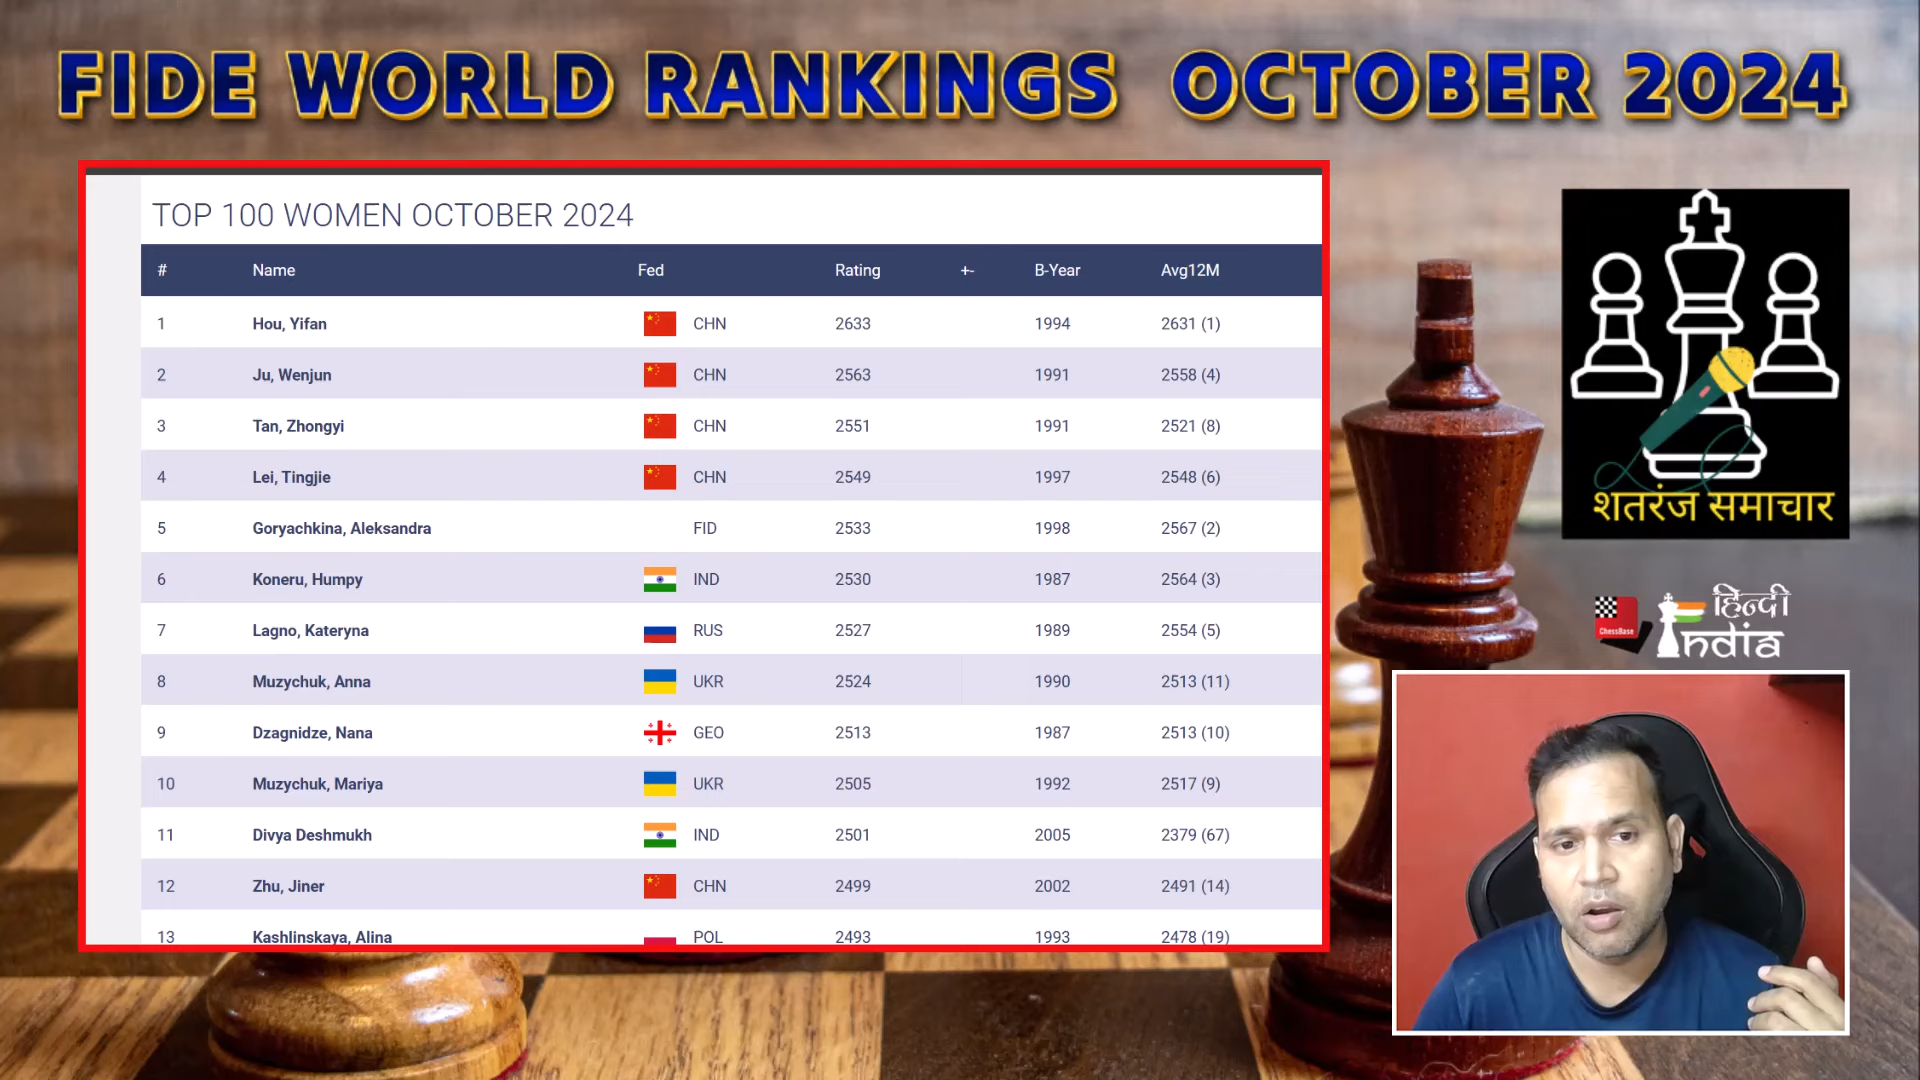 FIDE WORLD RANKINGS OCTOBER 2024
TOP 100 WOMEN OCTOBER 2024
# Name Fed Rating +- B-Year Avg12M
1 Hou, Yifan CHN 2633 1994 2631 (1)
2 Ju, Wenjun CHN 2563 1991 2558 (4)
3 Tan, Zhongyi CHN 2551 1991 2521 (8)
4 Lei, Tingjie CHN 2549 1997 2548 (6)
5 Goryachkina, Aleksandra FID 2533 1998 2567 (2)
6 Koneru, Humpy IND 2530 1987 2564 (3)
7 Lagno, Kateryna RUS 2527 1989 2554 (5)
8 Muzychuk, Anna UKR 2524 1990 2513 (11)
9 Dzagnidze, Nana GEO 2513 1987 2513 (10)
10 Muzychuk, Mariya UKR 2505 1992 2517 (9)
11 Divya Deshmukh IND 2501 2005 2379 (67)
12 Zhu, Jiner CHN 2499 2002 2491 (14)
13 Kashlinskaya, Alina POL 2493 1993 2478 (19)
शतरंज समाचार
ChessBase
हिन्दी
India